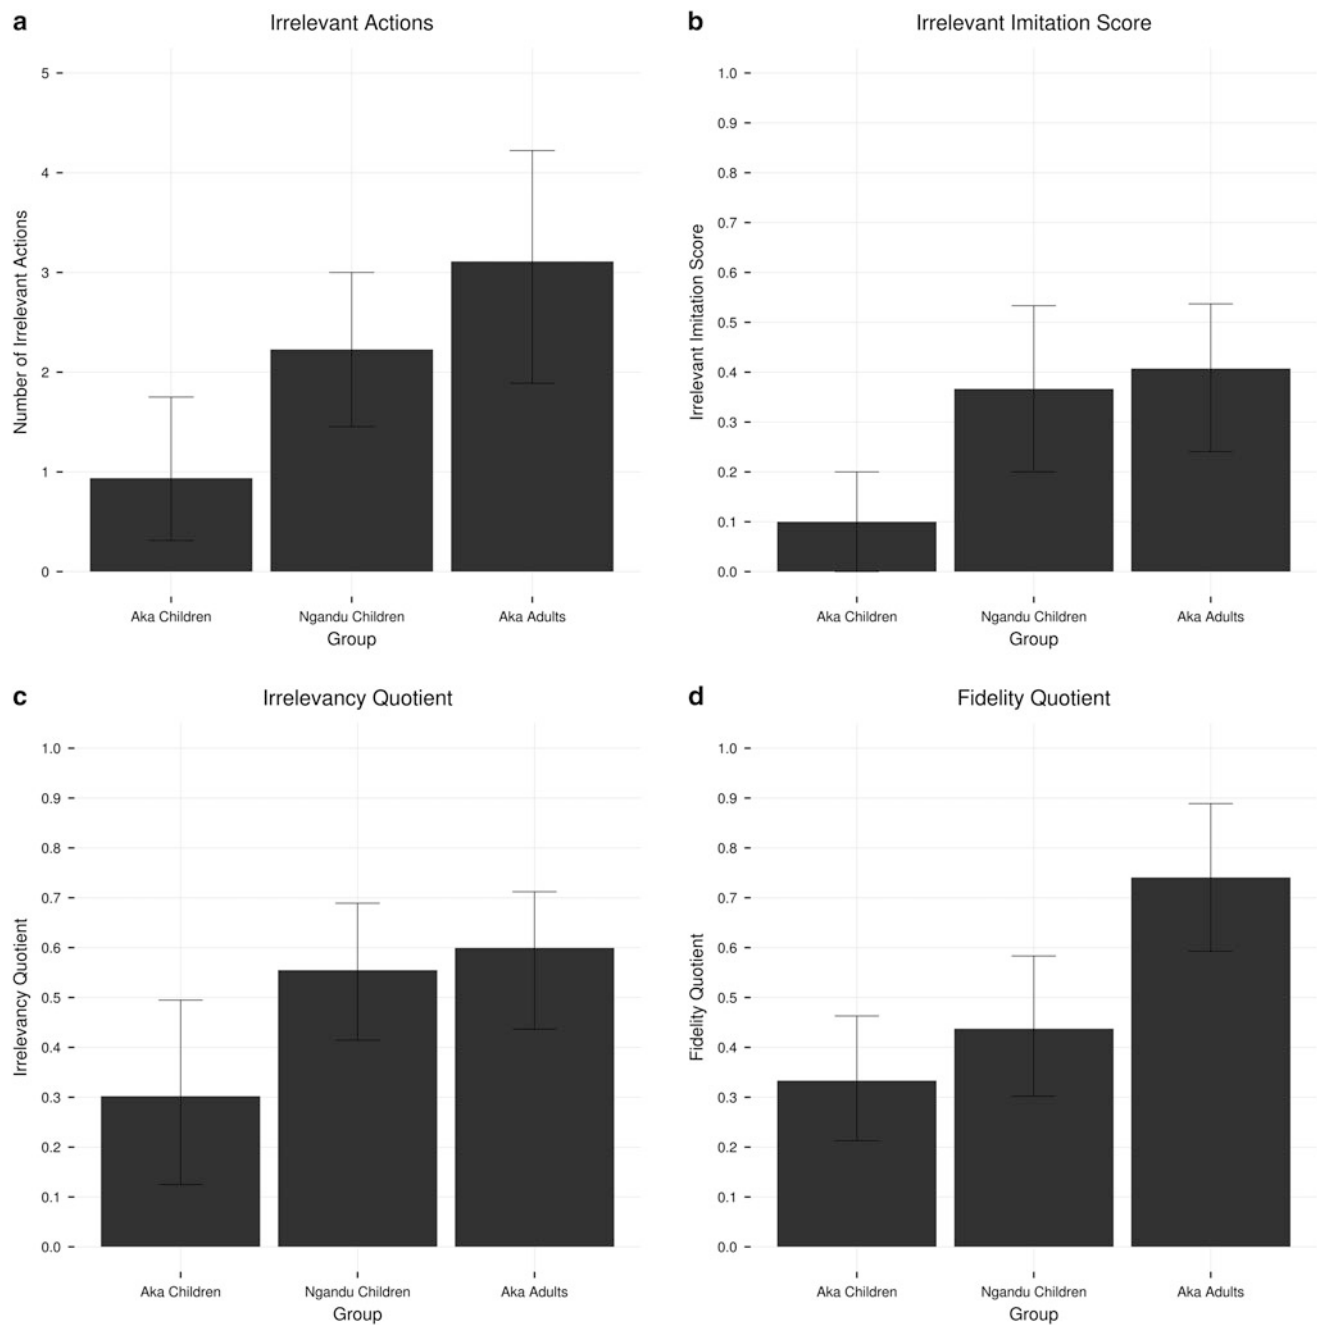 a
Irrelevant Actions
Number of Irrelevant Actions
5
4
3
2
1
0
Aka Children
Ngandu Children
Aka Adults
Group
b
Irrelevant Imitation Score
Irrelevant Imitation Score
1.0
0.9
0.8
0.7
0.6
0.5
0.4
0.3
0.2
0.1
0.0
Aka Children
Ngandu Children
Aka Adults
Group
c
Irrelevancy Quotient
Irrelevancy Quotient
1.0
0.9
0.8
0.7
0.6
0.5
0.4
0.3
0.2
0.1
0.0
Aka Children
Ngandu Children
Aka Adults
Group
d
Fidelity Quotient
Fidelity Quotient
1.0
0.9
0.8
0.7
0.6
0.5
0.4
0.3
0.2
0.1
0.0
Aka Children
Ngandu Children
Aka Adults
Group